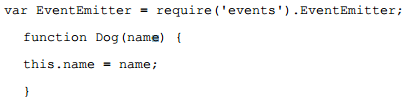 var EventEmitter = require('events').EventEmitter;
function Dog(name) {
this.name = name;
}